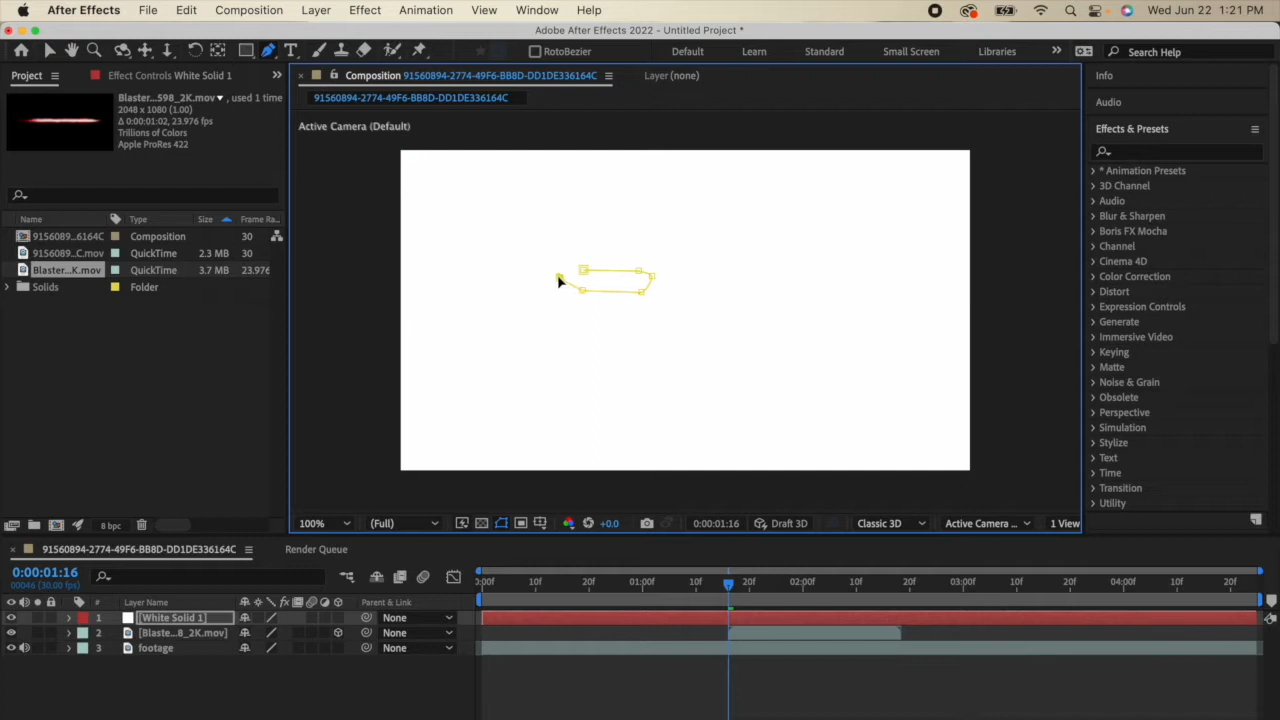 After Effects File Edit Composition Layer Effect Animation View Window Help Wed Jun 22 1:21 PM
Adobe After Effects 2022 - Untitled Project *
RotoBezier Default Learn Standard Small Screen Libraries Search Help
Project Effect Controls White Solid 1 Composition 91560894-2774-49F6-BB8D-DD1DE336164C Layer (none) Info
Blaster...598_2K.mov , used 1 time 91560894-2774-49F6-BB8D-DD1DE336164C
2048 x 1080 (1.00)
Δ 0:00:01:02, 23.976 fps
Trillions of Colors
Apple ProRes 422
Active Camera (Default)
Audio
Effects & Presets
Name Type Size Frame Ra...
9156089...6164C Composition 30
9156089...C.mov QuickTime 2.3 MB 30
Blaster...K.mov QuickTime 3.7 MB 23.976
Solids Folder
* Animation Presets
3D Channel
Audio
Blur & Sharpen
Boris FX Mocha
Channel
Cinema 4D
Color Correction
Distort
Expression Controls
Generate
Immersive Video
Keying
Matte
Noise & Grain
Obsolete
Perspective
Simulation
Stylize
Text
Time
Transition
Utility
8 bpc 100% (Full) +0.0 0:00:01:16 Draft 3D Classic 3D Active Camera ... 1 View
91560894-2774-49F6-BB8D-DD1DE336164C Render Queue
0:00:01:16
00046 (30.00 fps)
:00f 10f 20f 01:00f 10f 20f 02:00f 10f 20f 03:00f 10f 20f 04:00f 10f 20f
# Layer Name fx Parent & Link
1 [White Solid 1] None
2 [Blaste...8_2K.mov] None
3 footage None